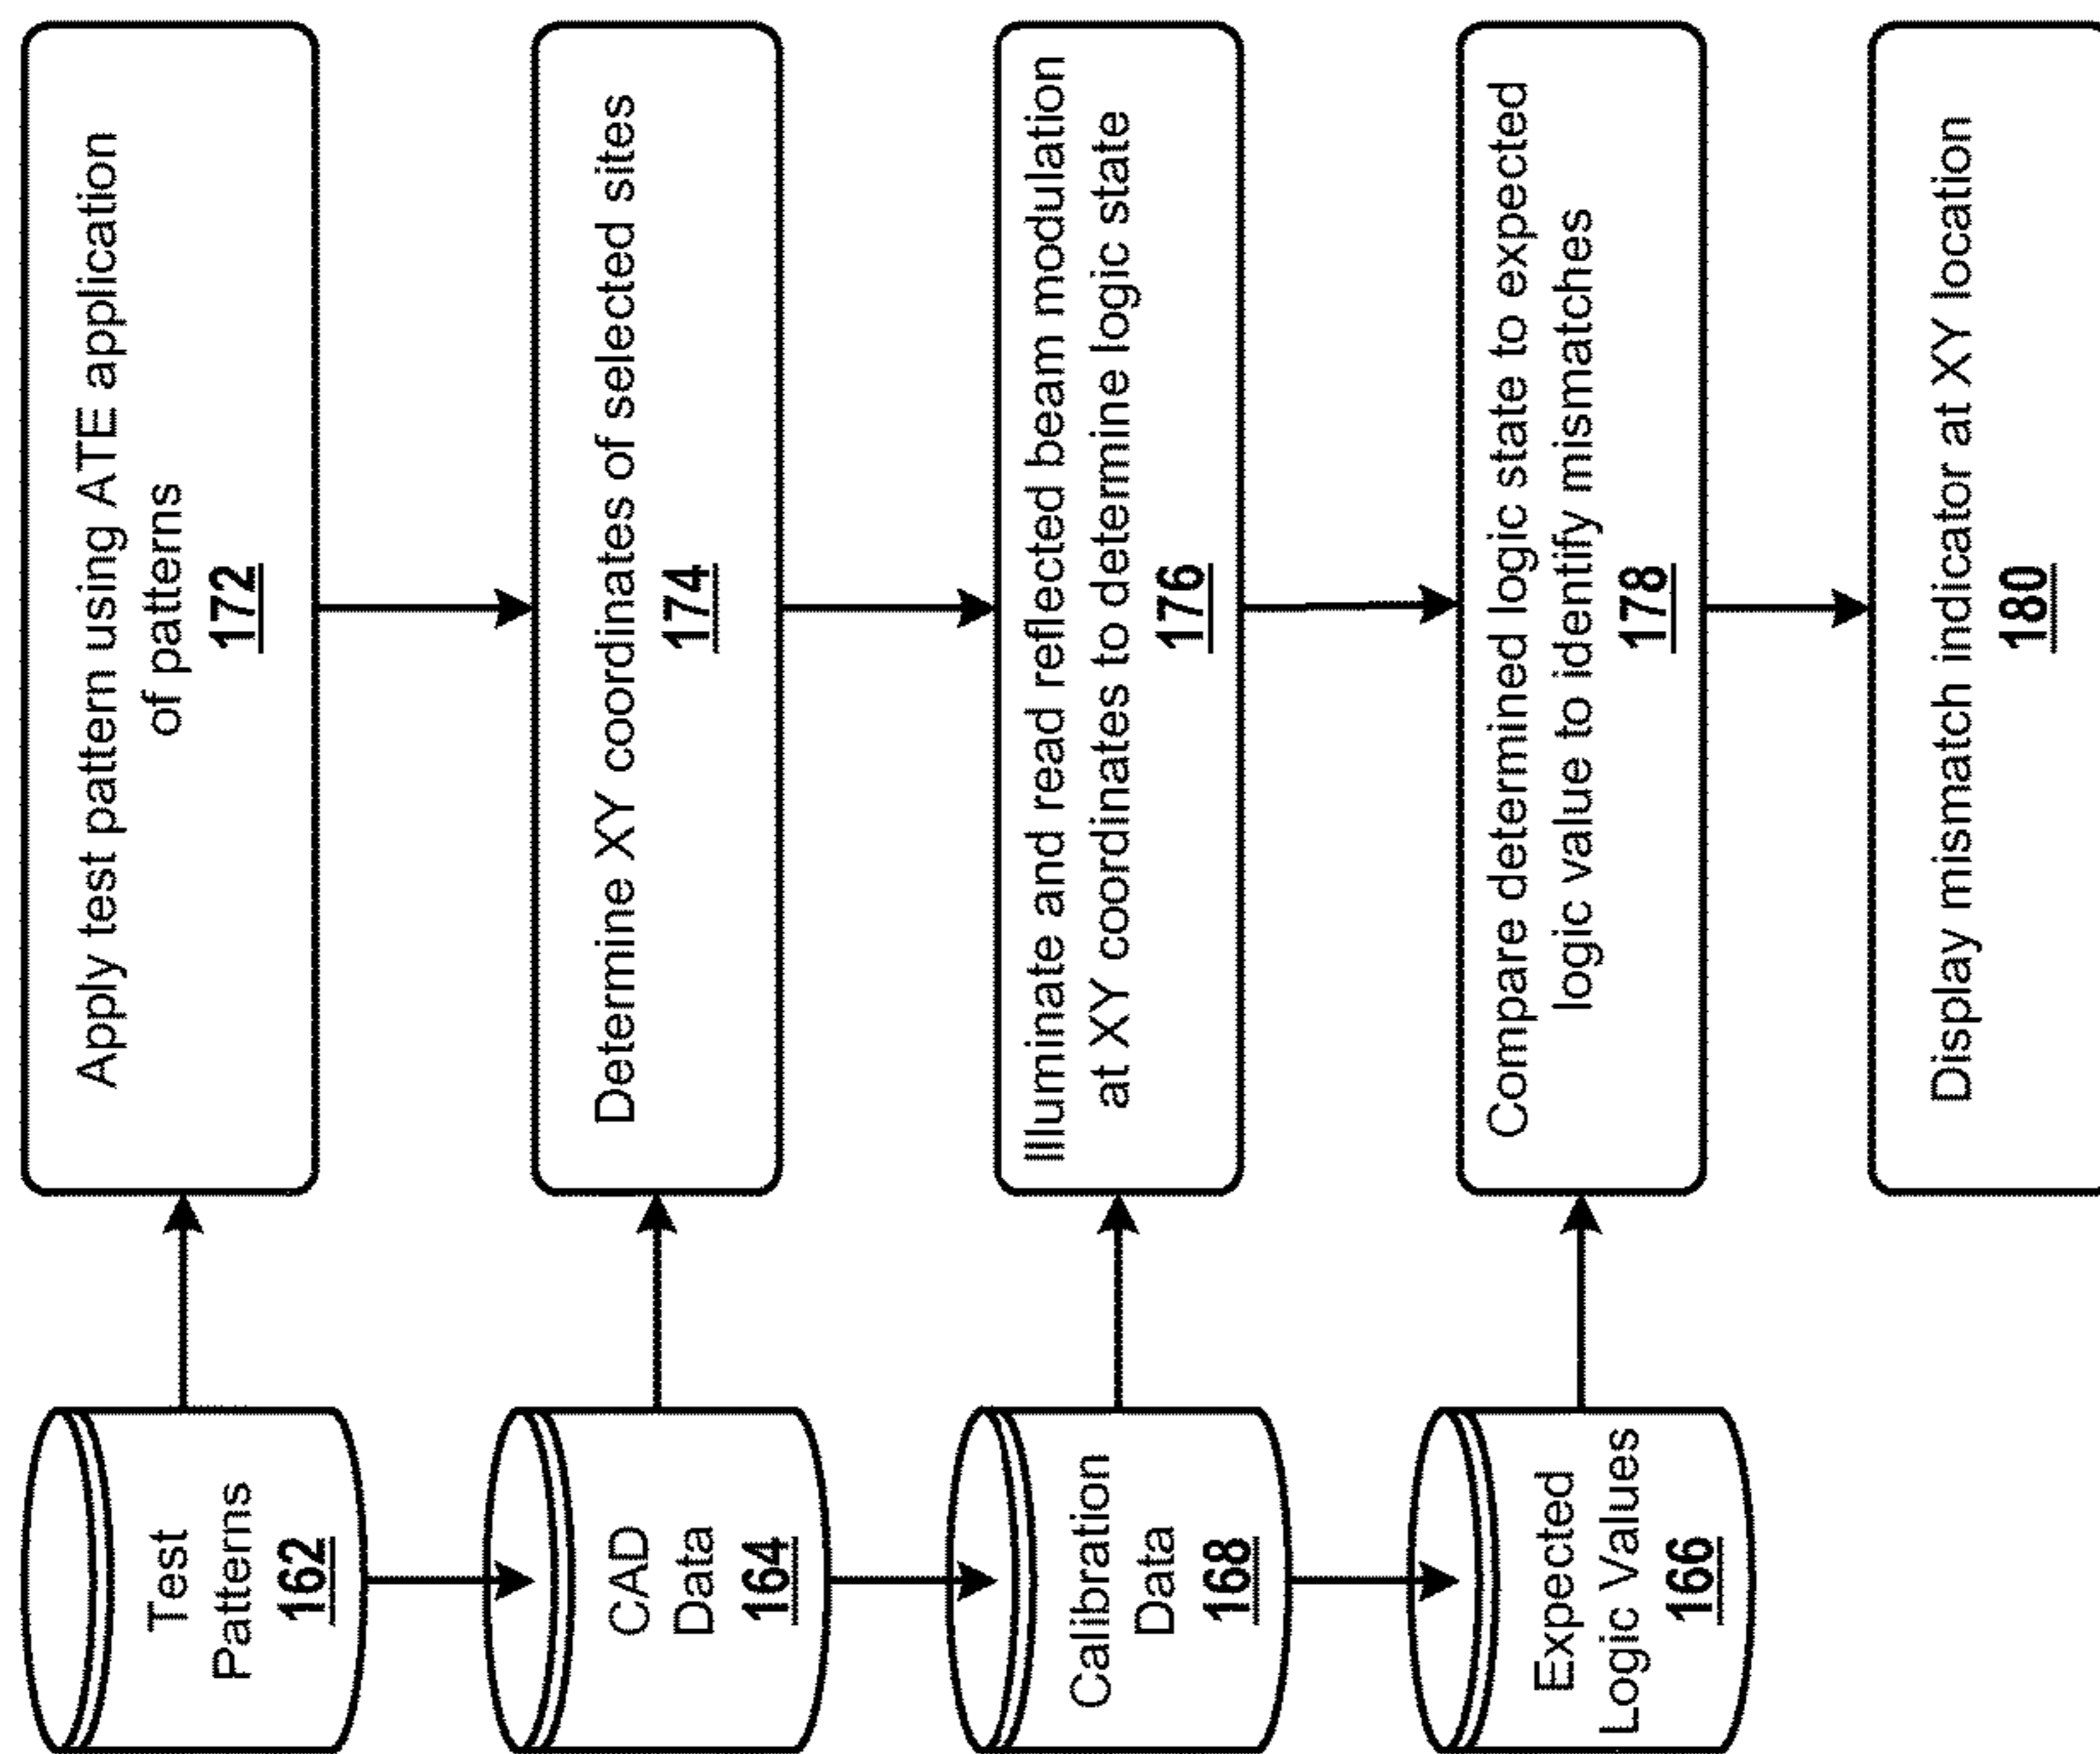 Test
Patterns
162
Apply test pattern using ATE application
of patterns
172
CAD
Data
164
Determine XY coordinates of selected sites
174
Calibration
Data
168
Illuminate and read reflected beam modulation
at XY coordinates to determine logic state
176
Expected
Logic Values
166
Compare determined logic state to expected
logic value to identify mismatches
178
Display mismatch indicator at XY location
180